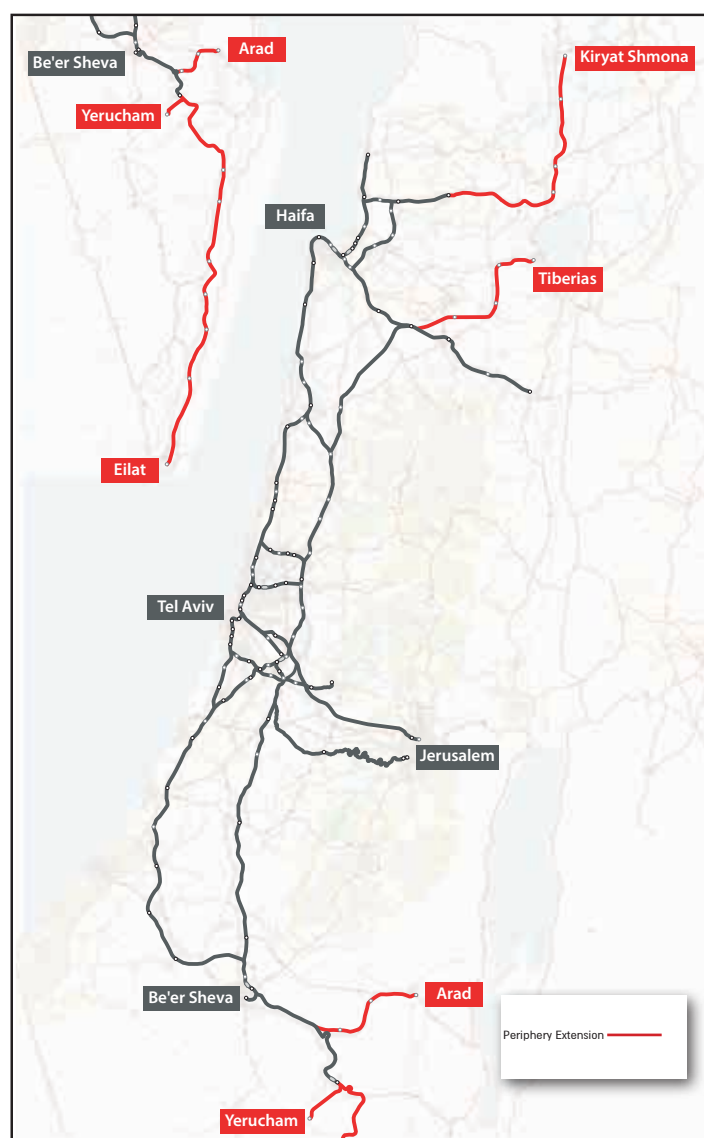 Be'er Sheva
Arad
Kiryat Shmona
Yerucham
Haifa
Tiberias
Eilat
Tel Aviv
Jerusalem
Be'er Sheva
Arad
Periphery Extension
Yerucham